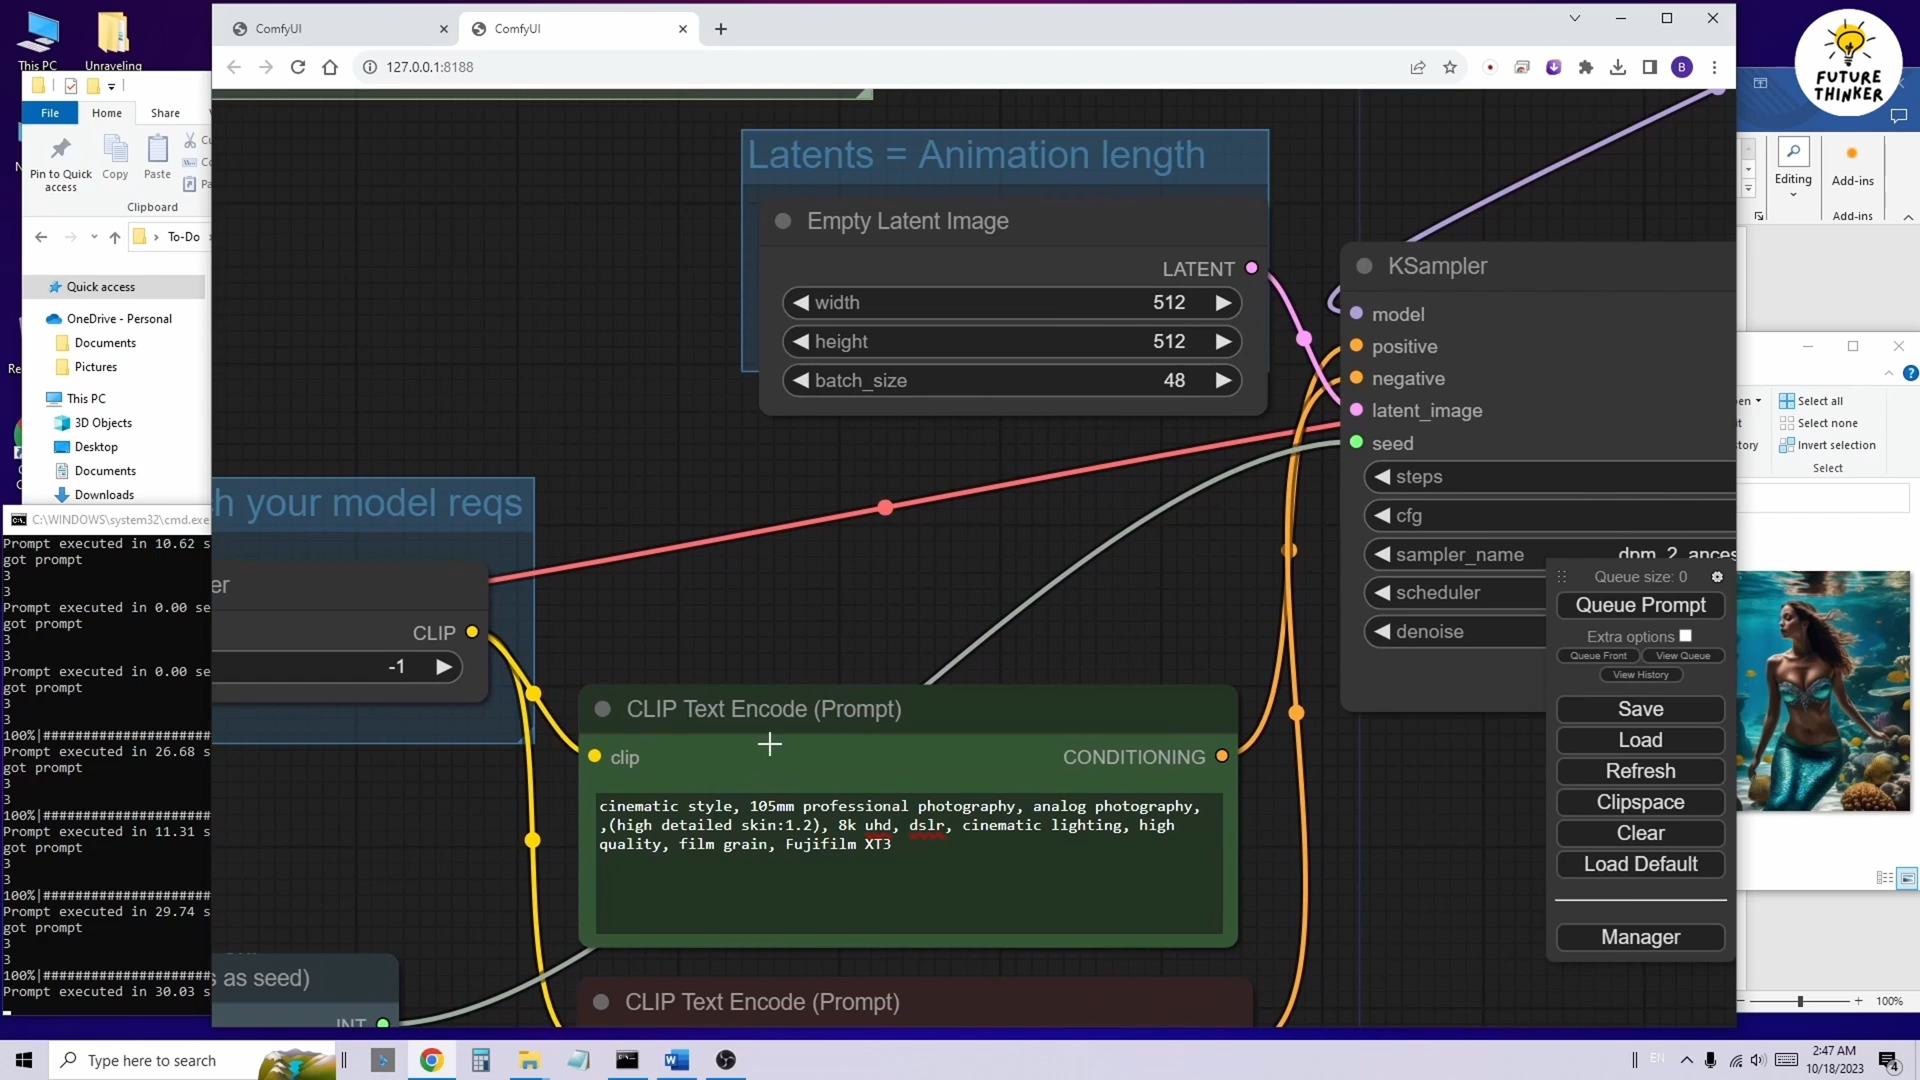 This PC
Unraveling
File
Home
Share
Pin to Quick access
Copy
Paste
Clipboard
To-Do
Quick access
OneDrive - Personal
Documents
Pictures
This PC
3D Objects
Desktop
Documents
Downloads
C:\WINDOWS\system32\cmd.exe
Prompt executed in 10.62 s
got prompt
3
3
Prompt executed in 0.00 se
got prompt
3
3
Prompt executed in 0.00 se
got prompt
3
3
100%|####################
Prompt executed in 26.68 s
got prompt
3
3
100%|####################
Prompt executed in 11.31 s
got prompt
3
3
100%|####################
Prompt executed in 29.74 s
got prompt
3
3
100%|####################
Prompt executed in 30.03 s
ComfyUI
ComfyUI
127.0.0.1:8188
B
Latents = Animation length
Empty Latent Image
LATENT
width 512
height 512
batch_size 48
h your model reqs
er
CLIP
-1
CLIP Text Encode (Prompt)
clip
CONDITIONING
cinematic style, 105mm professional photography, analog photography,
,(high detailed skin:1.2), 8k uhd, dslr, cinematic lighting, high
quality, film grain, Fujifilm XT3
s as seed)
INT
CLIP Text Encode (Prompt)
KSampler
model
positive
negative
latent_image
seed
steps
cfg
sampler_name dpm_2_ances
scheduler
denoise
Queue size: 0
Queue Prompt
Extra options
Queue Front
View Queue
View History
Save
Load
Refresh
Clipspace
Clear
Load Default
Manager
FUTURE
THINKER
Editing
Add-ins
Add-ins
Select all
Select none
Invert selection
Select
100%
Type here to search
EN
2:47 AM
10/18/2023
4